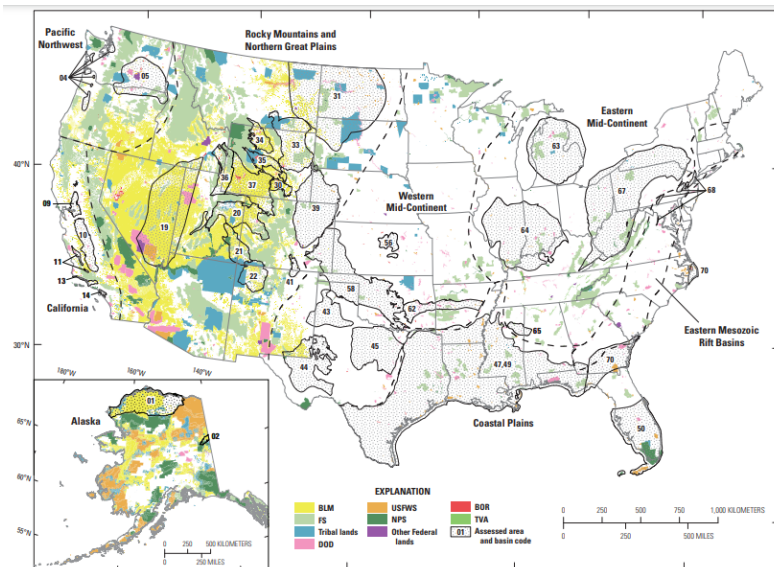 Pacific
Northwest
Rocky Mountains and
Northern Great Plains
04
05
31
Eastern
Mid-Continent
34
33
63
40°N
35
36
37
30
67
68
Western
Mid-Continent
09
39
20
19
64
10
56
21
70
22
11
41
58
13
62
14
43
65
California
Eastern Mesozoic
Rift Basins
30°N
45
44
47,49
70
180°W
160°W
140°W
01
50
65°N
Alaska
02
Coastal Plains
60°N
55°N
0 250 500 KILOMETERS
0 250 MILES
EXPLANATION
BLM
FS
Tribal lands
DOD
USFWS
NPS
Other Federal
lands
BOR
TVA
01 Assessed area
and basin code
0 250 500 1,000 KILOMETERS
0 250 500 MILES